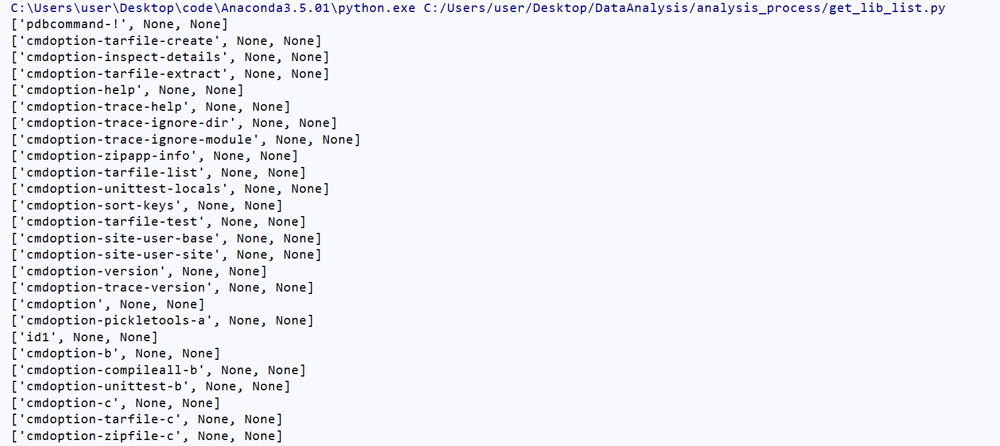 C:\Users\user\Desktop\code\Anaconda3.5.01\python.exe C:/Users/user/Desktop/DataAnalysis/analysis_process/get_lib_list.py
['pdbcommand-!', None, None]
['cmdoption-tarfile-create', None, None]
['cmdoption-inspect-details', None, None]
['cmdoption-tarfile-extract', None, None]
['cmdoption-help', None, None]
['cmdoption-trace-help', None, None]
['cmdoption-trace-ignore-dir', None, None]
['cmdoption-trace-ignore-module', None, None]
['cmdoption-zipapp-info', None, None]
['cmdoption-tarfile-list', None, None]
['cmdoption-unittest-locals', None, None]
['cmdoption-sort-keys', None, None]
['cmdoption-tarfile-test', None, None]
['cmdoption-site-user-base', None, None]
['cmdoption-site-user-site', None, None]
['cmdoption-version', None, None]
['cmdoption-trace-version', None, None]
['cmdoption', None, None]
['cmdoption-pickletools-a', None, None]
['id1', None, None]
['cmdoption-b', None, None]
['cmdoption-compileall-b', None, None]
['cmdoption-unittest-b', None, None]
['cmdoption-c', None, None]
['cmdoption-tarfile-c', None, None]
['cmdoption-zipfile-c', None, None]